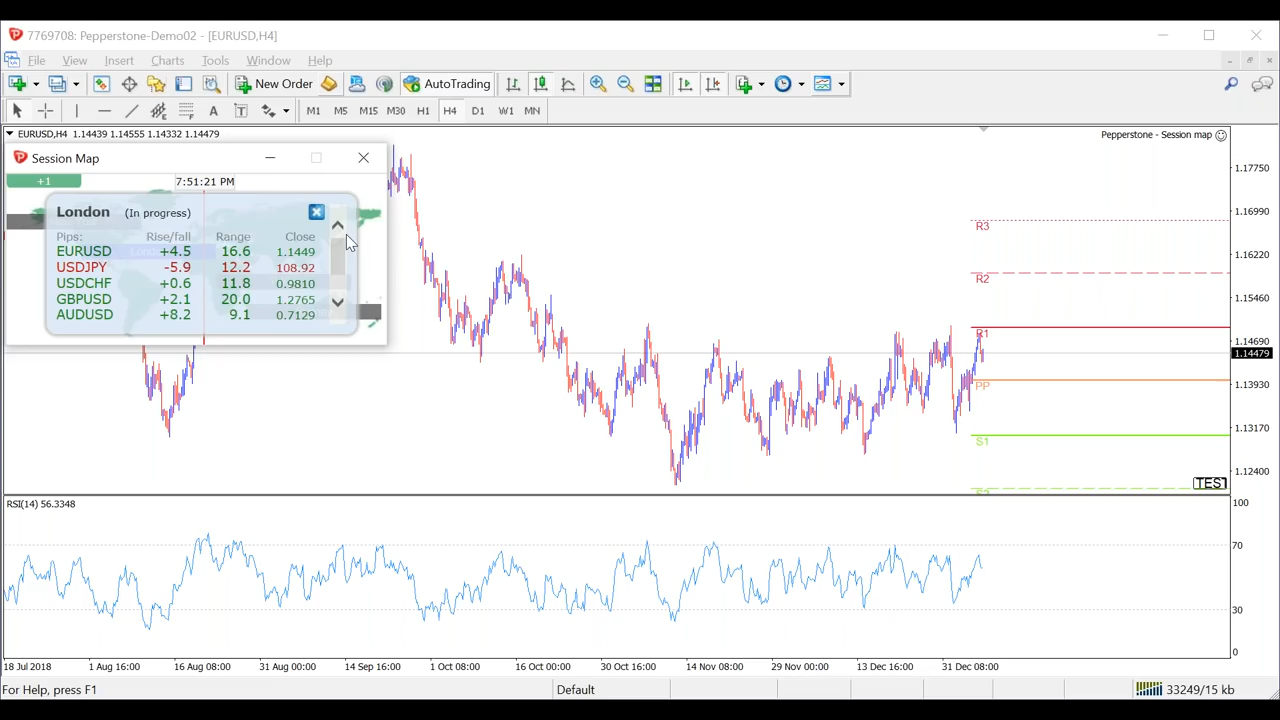 7769708: Pepperstone-Demo02 - [EURUSD,H4]
File View Insert Charts Tools Window Help
New Order AutoTrading
A T M1 M5 M15 M30 H1 H4 D1 W1 MN
EURUSD,H4 1.14439 1.14555 1.14332 1.14479
Pepperstone - Session map
Session Map
+1 7:51:21 PM
London (In progress)
Pips: Rise/fall Range Close
EURUSD +4.5 16.6 1.1449
USDJPY -5.9 12.2 108.92
USDCHF +0.6 11.8 0.9810
GBPUSD +2.1 20.0 1.2765
AUDUSD +8.2 9.1 0.7129
1.17750
1.16990
R3
1.16220
R2
1.15460
R1
1.14690
1.14479
PP
1.13930
S1
1.13170
1.12400
TEST
S2
RSI(14) 56.3348
100
70
30
0
18 Jul 2018 1 Aug 16:00 16 Aug 08:00 31 Aug 00:00 14 Sep 16:00 1 Oct 08:00 16 Oct 00:00 30 Oct 16:00 14 Nov 08:00 29 Nov 00:00 13 Dec 16:00 31 Dec 08:00
For Help, press F1 Default 33249/15 kb